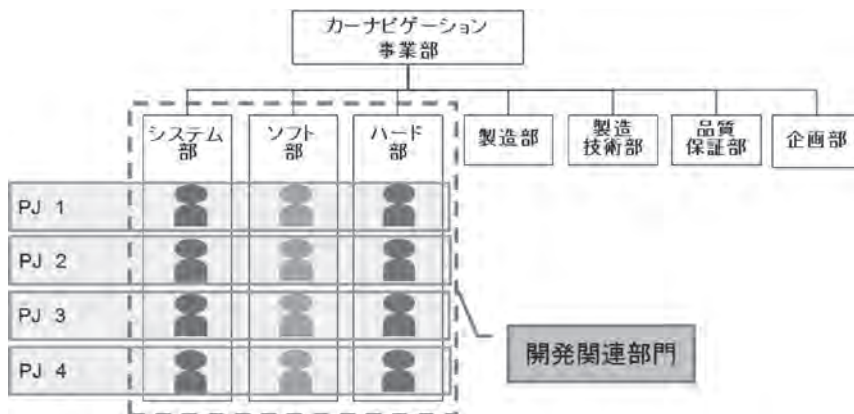 カーナビゲーション
事業部
システム
部
ソフト
部
ハード
部
製造部
製造
技術部
品質
保証部
企画部
PJ 1
PJ 2
PJ 3
PJ 4
開発関連部門